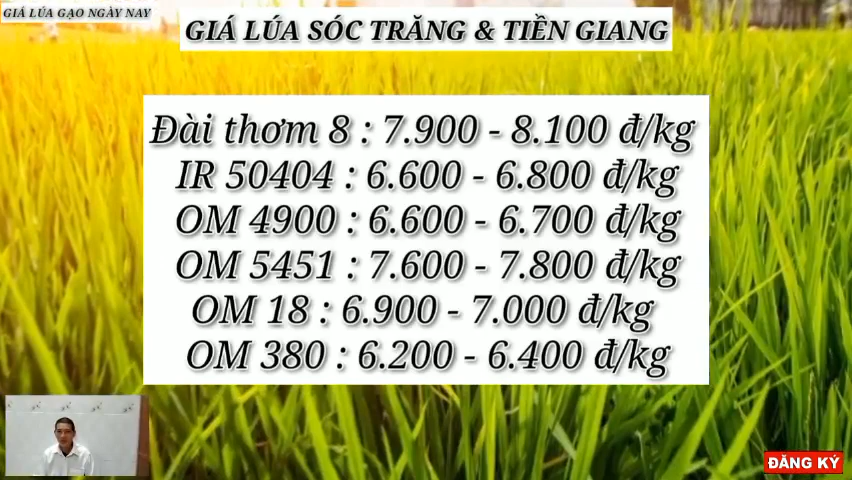 GIÁ LÚA GẠO NGÀY NAY
GIÁ LÚA SÓC TRĂNG & TIỀN GIANG
Đài thơm 8 : 7.900 - 8.100 đ/kg
IR 50404 : 6.600 - 6.800 đ/kg
OM 4900 : 6.600 - 6.700 đ/kg
OM 5451 : 7.600 - 7.800 đ/kg
OM 18 : 6.900 - 7.000 đ/kg
OM 380 : 6.200 - 6.400 đ/kg
ĐĂNG KÝ